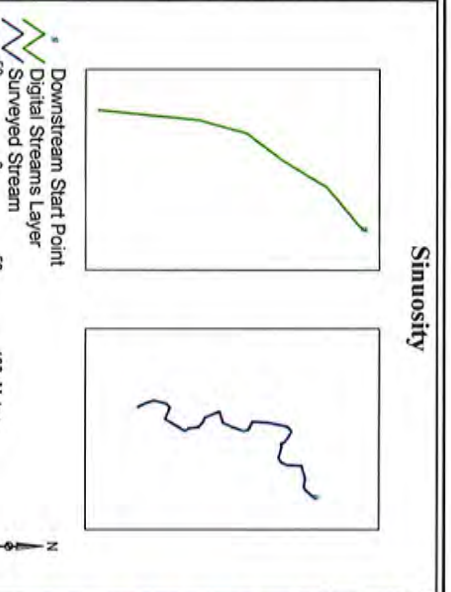 Sinuosity
Downstream Start Point
Digital Streams Layer
Surveyed Stream
N